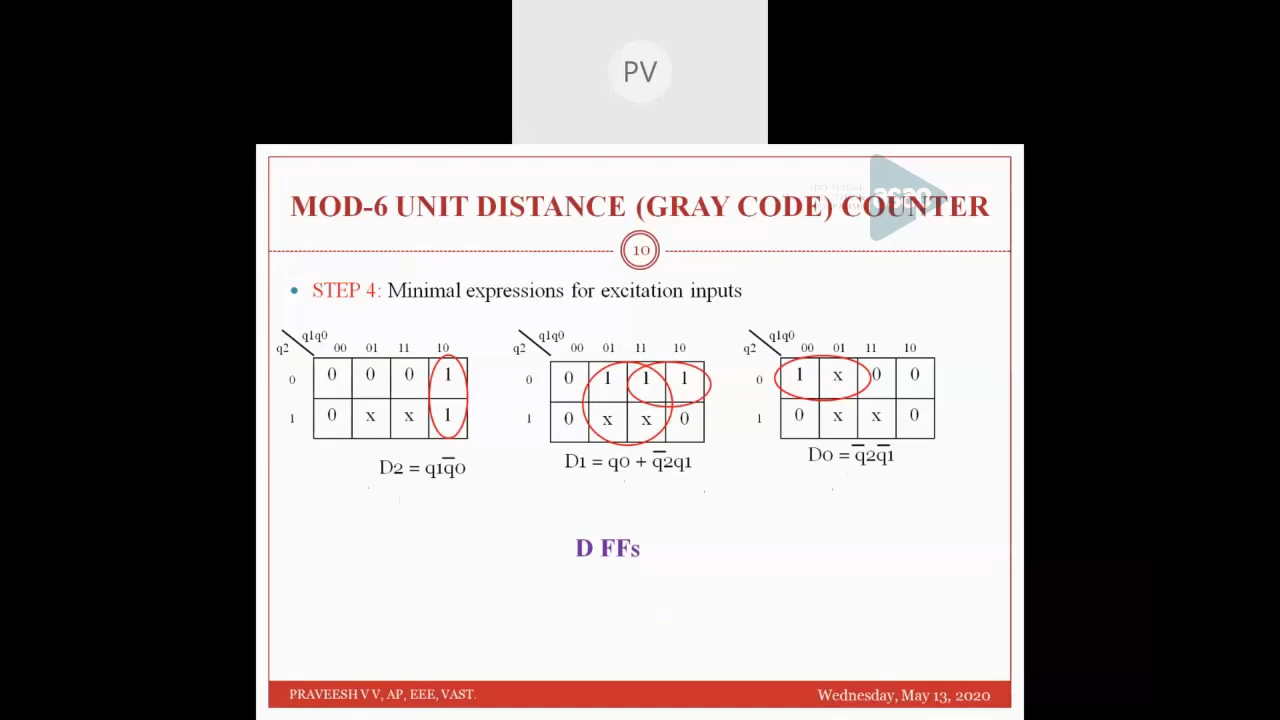 PV
asap
MOD-6 UNIT DISTANCE (GRAY CODE) COUNTER
10
• STEP 4: Minimal expressions for excitation inputs
q1q0
q2 00 01 11 10
0 0 0 0 1
1 0 x x 1
D2 = q1q̅0
q1q0
q2 00 01 11 10
0 0 1 1 1
1 0 x x 0
D1 = q0 + q̅2q1
q1q0
q2 00 01 11 10
0 1 x 0 0
1 0 x x 0
D0 = q̅2q̅1
D FFs
PRAVEESH V V, AP, EEE, VAST. Wednesday, May 13, 2020